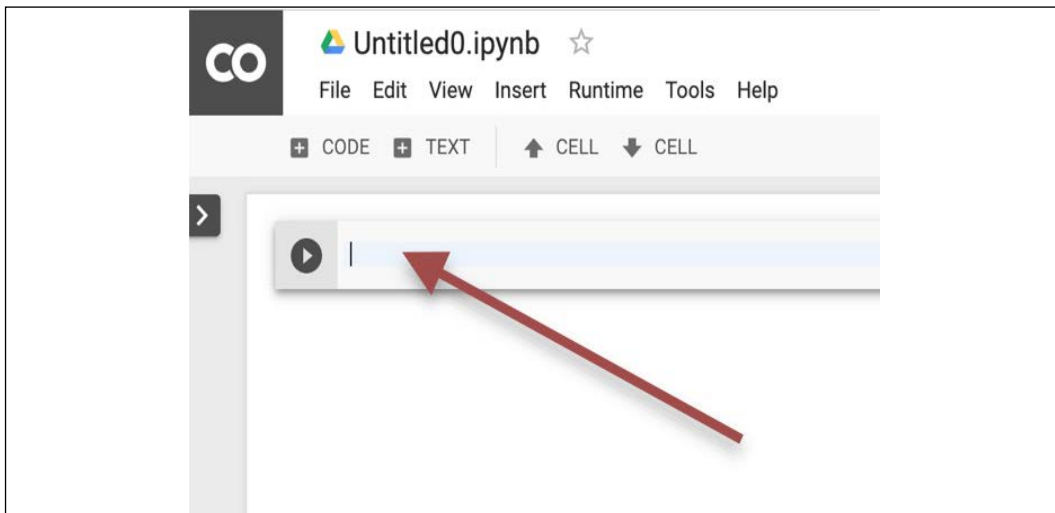 CO
Untitled0.ipynb
File Edit View Insert Runtime Tools Help
CODE TEXT CELL CELL